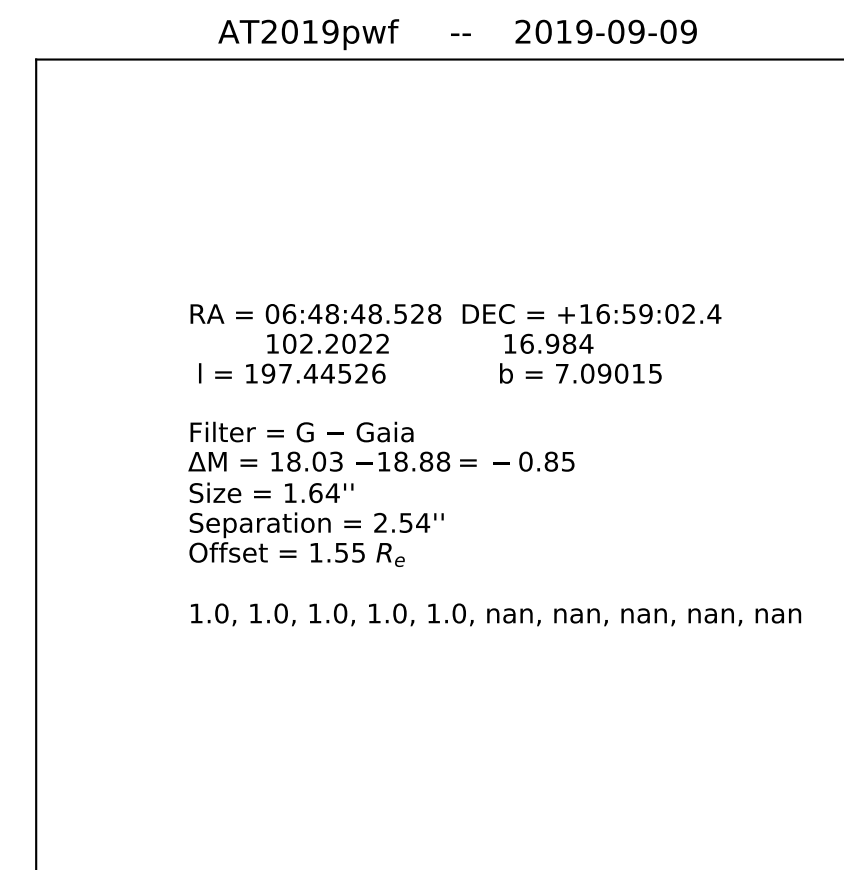 AT2019pwf -- 2019-09-09
RA = 06:48:48.528 DEC = +16:59:02.4
102.2022 16.984
l = 197.44526 b = 7.09015
Filter = G − Gaia
ΔM = 18.03 −18.88 = − 0.85
Size = 1.64''
Separation = 2.54''
Offset = 1.55 Rₑ
1.0, 1.0, 1.0, 1.0, 1.0, nan, nan, nan, nan, nan